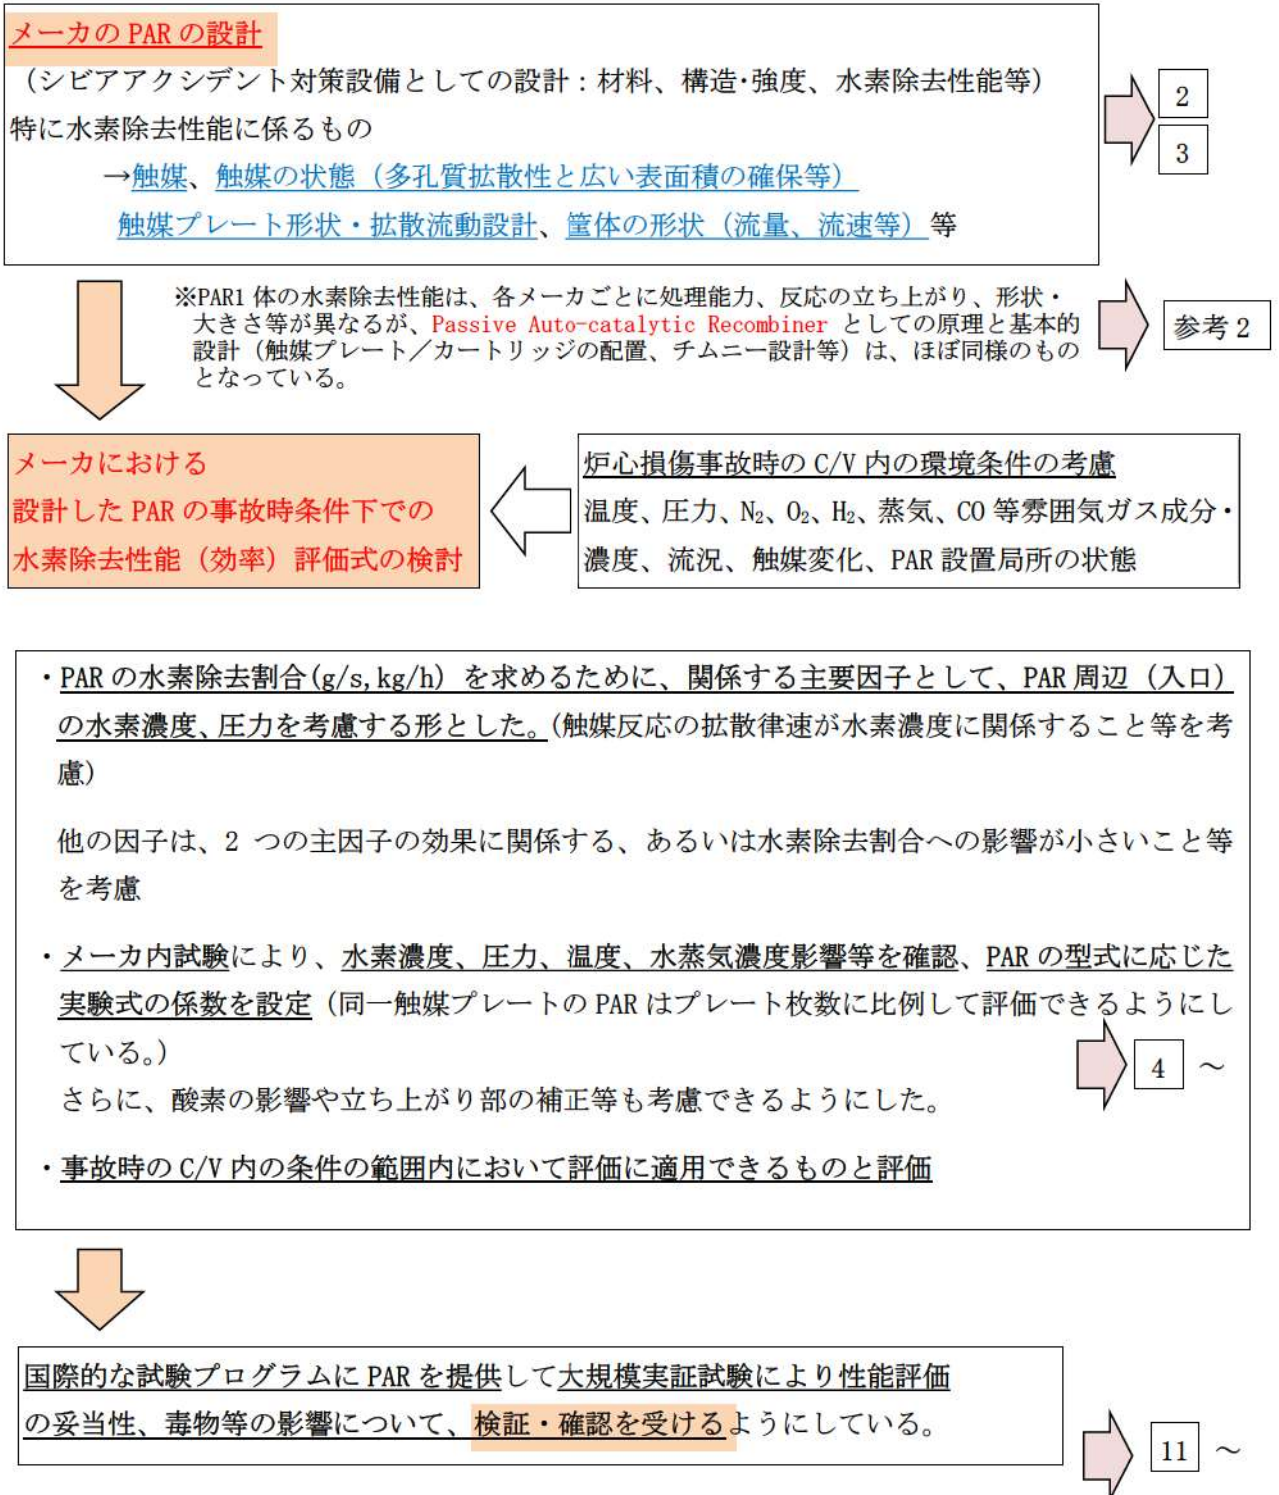 メーカの PAR の設計
（シビアアクシデント対策設備としての設計：材料、構造・強度、水素除去性能等）
特に水素除去性能に係るもの
→触媒、触媒の状態（多孔質拡散性と広い表面積の確保等）
触媒プレート形状・拡散流動設計、筐体の形状（流量、流速等）等
2
3
※PAR1 体の水素除去性能は、各メーカごとに処理能力、反応の立ち上がり、形状・
大きさ等が異なるが、Passive Auto-catalytic Recombiner としての原理と基本的
設計（触媒プレート／カートリッジの配置、チムニー設計等）は、ほぼ同様のもの
となっている。
参考 2
メーカにおける
設計した PAR の事故時条件下での
水素除去性能（効率）評価式の検討
炉心損傷事故時の C/V 内の環境条件の考慮
温度、圧力、N₂、O₂、H₂、蒸気、CO 等雰囲気ガス成分・
濃度、流況、触媒変化、PAR 設置局所の状態
・PAR の水素除去割合(g/s,kg/h) を求めるために、関係する主要因子として、PAR 周辺（入口）
の水素濃度、圧力を考慮する形とした。(触媒反応の拡散律速が水素濃度に関係すること等を考
慮)
他の因子は、2 つの主因子の効果に関係する、あるいは水素除去割合への影響が小さいこと等
を考慮
・メーカ内試験により、水素濃度、圧力、温度、水蒸気濃度影響等を確認、PAR の型式に応じた
実験式の係数を設定（同一触媒プレートの PAR はプレート枚数に比例して評価できるようにし
ている。）
4 ～
さらに、酸素の影響や立ち上がり部の補正等も考慮できるようにした。
・事故時の C/V 内の条件の範囲内において評価に適用できるものと評価
国際的な試験プログラムに PAR を提供して大規模実証試験により性能評価
の妥当性、毒物等の影響について、検証・確認を受けるようにしている。
11 ～